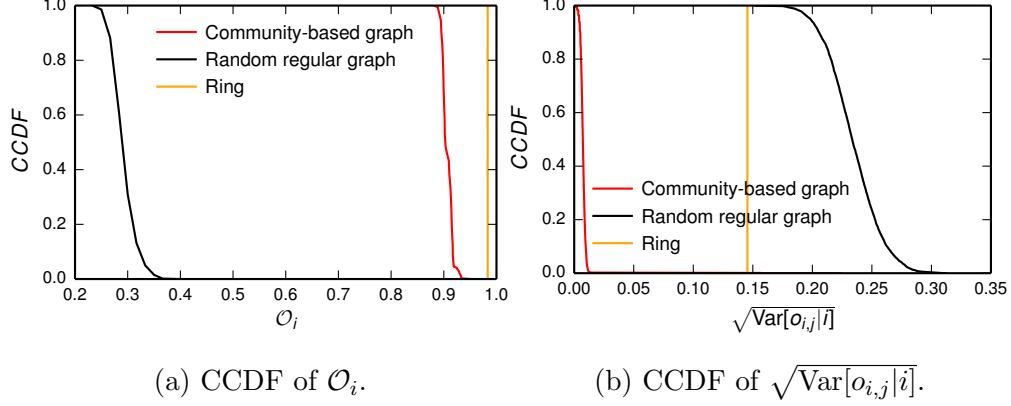 1.0
0.8
0.6
0.4
0.2
0.0
CCDF
Community-based graph
Random regular graph
Ring
0.2 0.3 0.4 0.5 0.6 0.7 0.8 0.9 1.0
𝒪ᵢ
1.0
0.8
0.6
0.4
0.2
0.0
CCDF
Community-based graph
Random regular graph
Ring
0.00 0.05 0.10 0.15 0.20 0.25 0.30 0.35
√Var[o_{i,j}|i]
(a) CCDF of 𝒪ᵢ.
(b) CCDF of √Var[o_{i,j}|i].